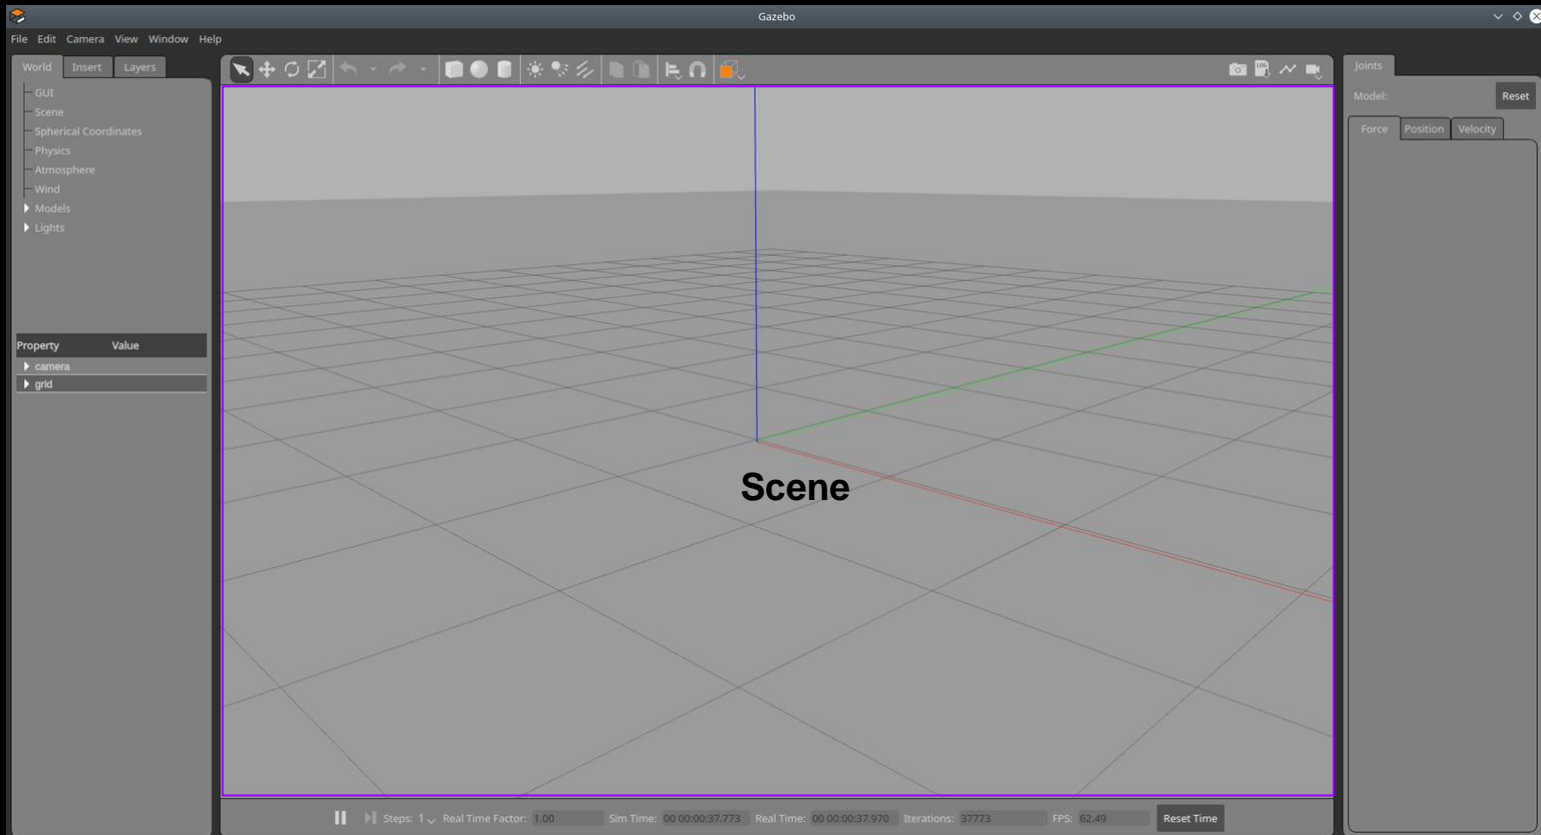 Gazebo
File Edit Camera View Window Help
World Insert Layers
GUI
Scene
Spherical Coordinates
Physics
Atmosphere
Wind
Models
Lights
Property Value
camera
grid
LOG
Scene
Joints
Model: Reset
Force Position Velocity
Steps: 1 Real Time Factor: 1.00 Sim Time: 00 00:00:37.773 Real Time: 00 00:00:37.970 Iterations: 37773 FPS: 62.49 Reset Time